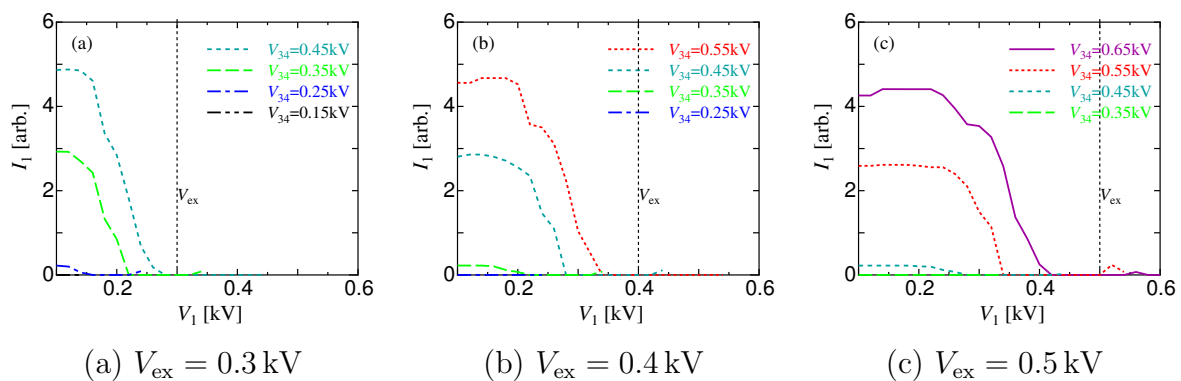 6
4
2
0
I₁ [arb.]
(a)
V₃₄=0.45kV
V₃₄=0.35kV
V₃₄=0.25kV
V₃₄=0.15kV
Vₑₓ
0.2 0.4 0.6
V₁ [kV]
(a) Vₑₓ = 0.3 kV
6
4
2
0
I₁ [arb.]
(b)
V₃₄=0.55kV
V₃₄=0.45kV
V₃₄=0.35kV
V₃₄=0.25kV
Vₑₓ
0.2 0.4 0.6
V₁ [kV]
(b) Vₑₓ = 0.4 kV
6
4
2
0
I₁ [arb.]
(c)
V₃₄=0.65kV
V₃₄=0.55kV
V₃₄=0.45kV
V₃₄=0.35kV
Vₑₓ
0.2 0.4 0.6
V₁ [kV]
(c) Vₑₓ = 0.5 kV